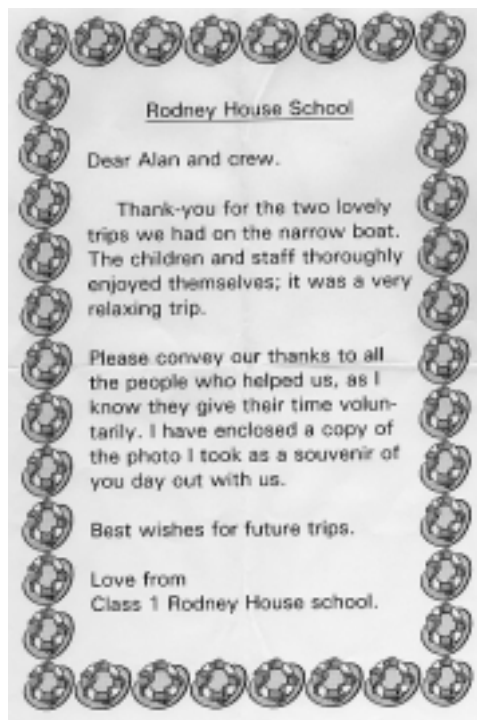 Rodney House School
Dear Alan and crew.
Thank-you for the two lovely
trips we had on the narrow boat.
The children and staff thoroughly
enjoyed themselves; it was a very
relaxing trip.
Please convey our thanks to all
the people who helped us, as I
know they give their time volun-
tarily. I have enclosed a copy of
the photo I took as a souvenir of
you day out with us.
Best wishes for future trips.
Love from
Class 1 Rodney House school.